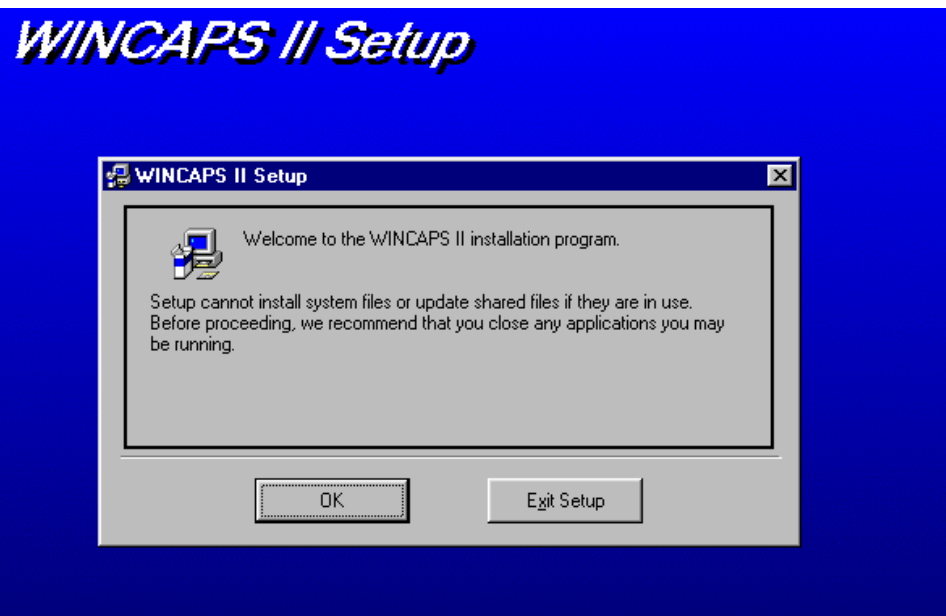 WINCAPS II Setup
WINCAPS II Setup
Welcome to the WINCAPS II installation program.
Setup cannot install system files or update shared files if they are in use.
Before proceeding, we recommend that you close any applications you may
be running.
OK
Exit Setup